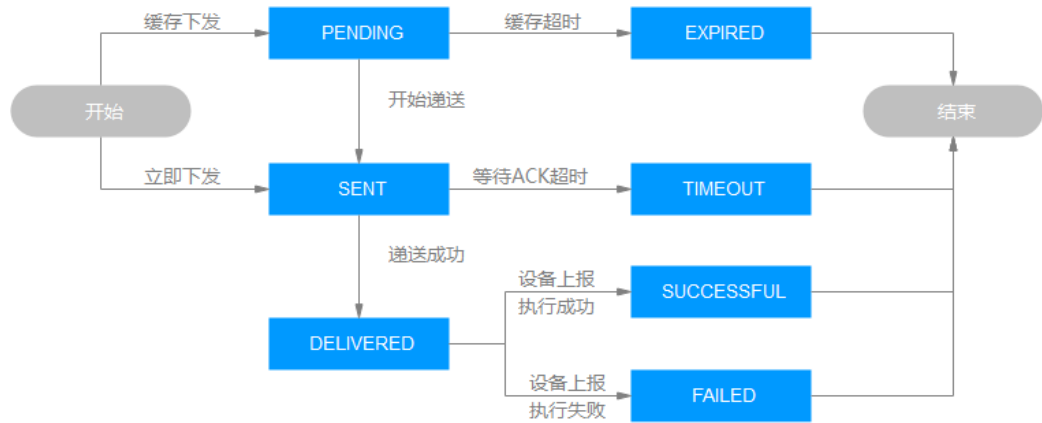 缓存下发
PENDING
缓存超时
EXPIRED
开始
开始递送
结束
立即下发
SENT
等待ACK超时
TIMEOUT
递送成功
设备上报
执行成功
SUCCESSFUL
DELIVERED
设备上报
执行失败
FAILED